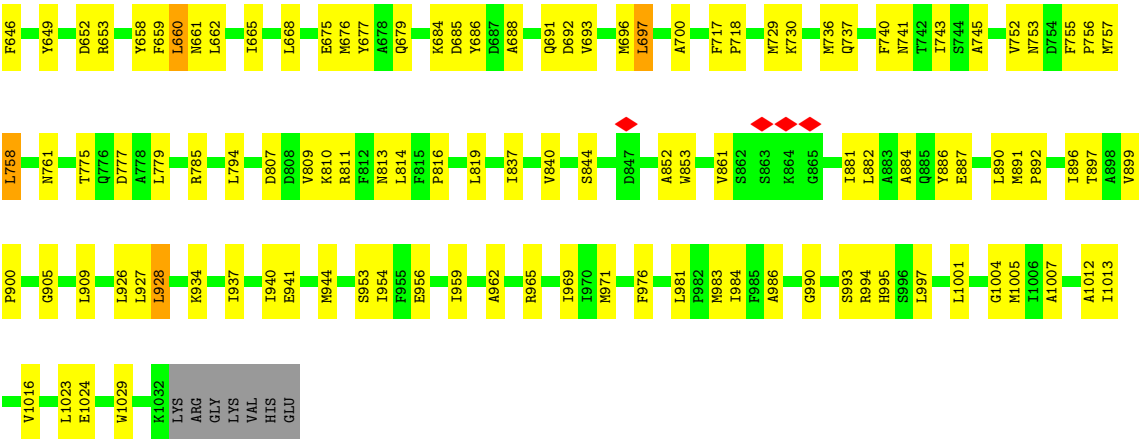 F646 Y649 D652 R653 Y658 F659 L660 N661 L662 I665 L668 E675 M676 Y677 A678 Q679 K684 D685 Y686 D687 A688 Q691 D692 V693 M696 L697 A700 F717 P718 M729 K730 M736 Q737 F740 N741 T742 I743 S744 A745 V752 N753 D754 F755 P756 M757
L758 N761 T775 Q776 D777 A778 L779 R785 L794 D807 D808 V809 K810 R811 F812 N813 L814 F815 P816 L819 I837 V840 S844 D847 A852 W853 V861 S862 S863 K864 G865 I881 L882 A883 A884 Q885 Y886 E887 L890 M891 P892 I896 T897 A898 V899
P900 G905 L909 L926 L927 L928 K934 I937 I940 E941 M944 S953 I954 F955 E956 I959 A962 R965 I969 I970 M971 F976 L981 P982 M983 I984 F985 A986 G990 S993 R994 H995 S996 L997 L1001 G1004 M1005 I1006 A1007 A1012 I1013
V1016 L1023 E1024 W1029 K1032 LYS ARG GLY LYS VAL HIS GLU